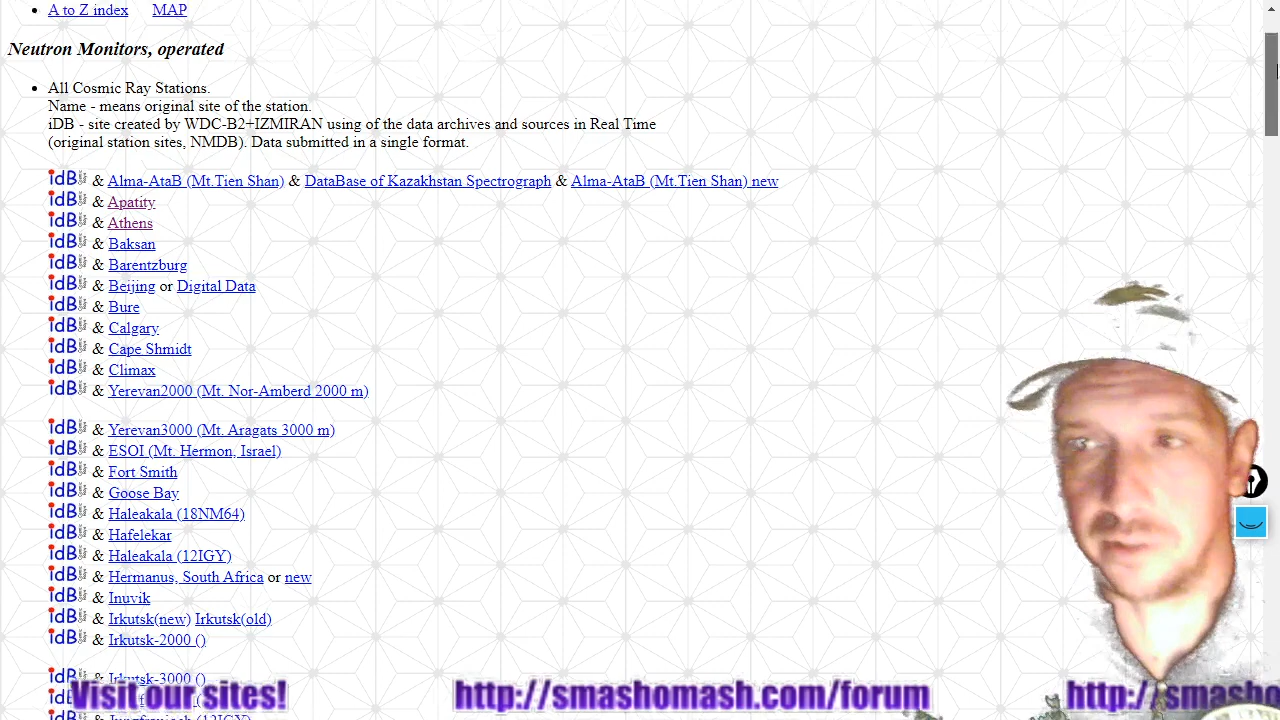 A to Z index MAP
Neutron Monitors, operated
All Cosmic Ray Stations.
Name - means original site of the station.
iDB - site created by WDC-B2+IZMIRAN using of the data archives and sources in Real Time
(original station sites, NMDB). Data submitted in a single format.
idB & Alma-AtaB (Mt.Tien Shan) & DataBase of Kazakhstan Spectrograph & Alma-AtaB (Mt.Tien Shan) new
idB & Apatity
idB & Athens
idB & Baksan
idB & Barentzburg
idB & Beijing or Digital Data
idB & Bure
idB & Calgary
idB & Cape Shmidt
idB & Climax
idB & Yerevan2000 (Mt. Nor-Amberd 2000 m)
idB & Yerevan3000 (Mt. Aragats 3000 m)
idB & ESOI (Mt. Hermon, Israel)
idB & Fort Smith
idB & Goose Bay
idB & Haleakala (18NM64)
idB & Hafelekar
idB & Haleakala (12IGY)
idB & Hermanus, South Africa or new
idB & Inuvik
idB & Irkutsk(new) Irkutsk(old)
idB & Irkutsk-2000 ()
idB & Irkutsk-3000 ()
Visit our sites! http://smashomash.com/forum http://smasho